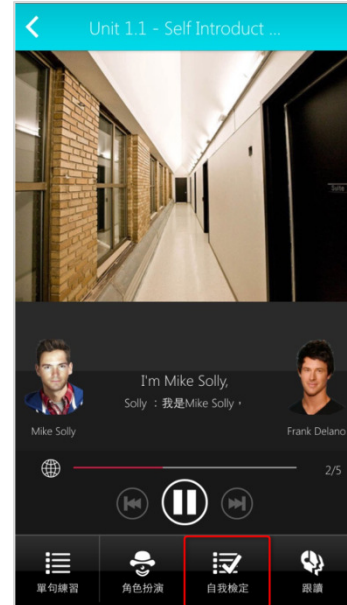 Unit 1.1 - Self Introduct ...
Suite
I'm Mike Solly,
Solly ：我是Mike Solly，
Mike Solly
Frank Delano
2/5
單句練習
角色扮演
自我檢定
跟讀